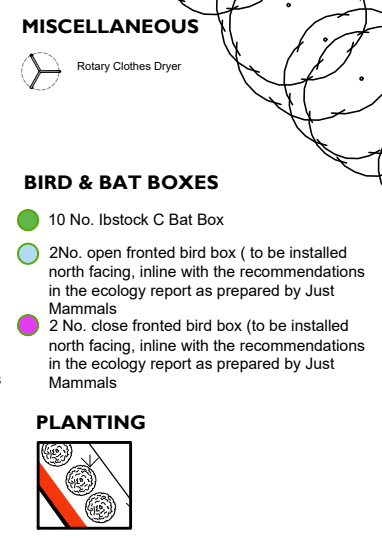 MISCELLANEOUS
Rotary Clothes Dryer
BIRD & BAT BOXES
10 No. Ibstock C Bat Box
2No. open fronted bird box ( to be installed
north facing, inline with the recommendations
in the ecology report as prepared by Just
Mammals
2 No. close fronted bird box (to be installed
north facing, inline with the recommendations
in the ecology report as prepared by Just
Mammals
PLANTING